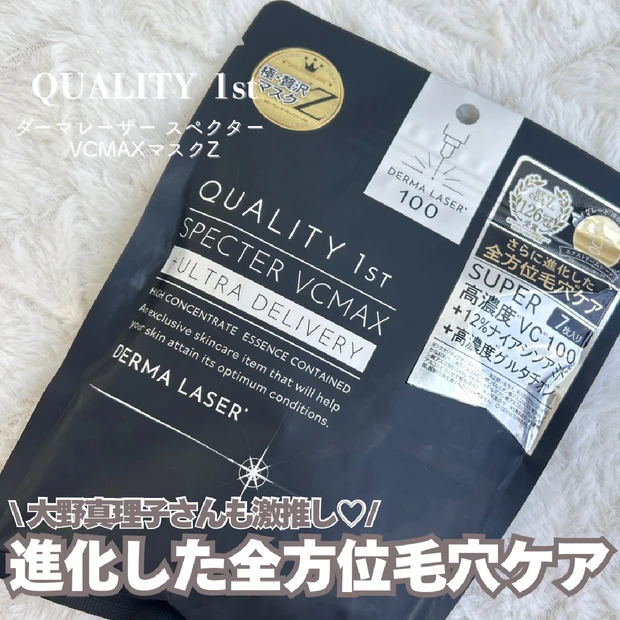 QUALITY 1st
ダーマレーザー スペクター
VCMAXマスクZ
極・贅沢
マスク
Z
DERMA LASER®
100
QUALITY 1ST
SPECTER VCMAX
+ULTRA DELIVERY
HIGH CONCENTRATE ESSENCE CONTAINED
An exclusive skincare item that will help
your skin attain its optimum conditions.
DERMA LASER®
126冠
さらに進化した
全方位毛穴ケア
SUPER
7枚入り
高濃度 VC-100
+12%ナイアシンアミド
+高濃度グルタチオン
\大野真理子さんも激推し♡/
進化した全方位毛穴ケア